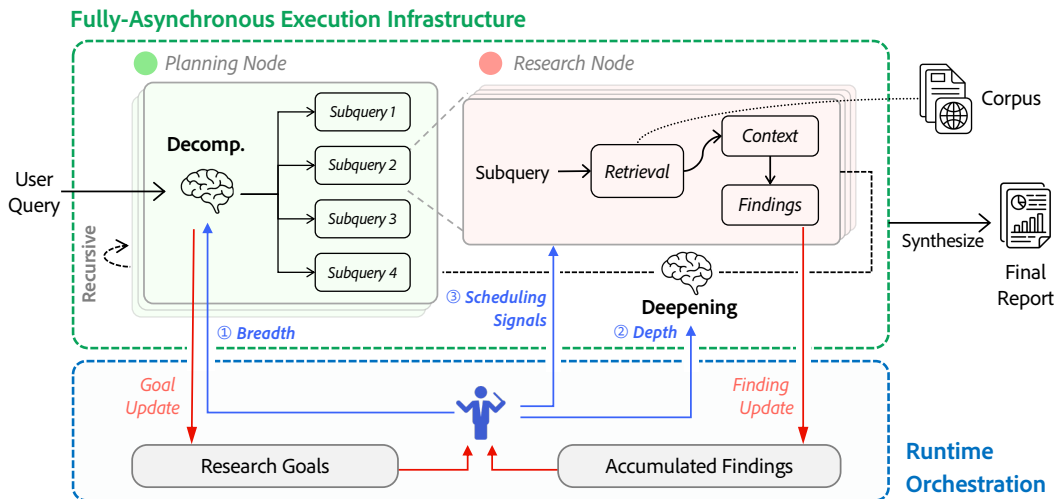 Fully-Asynchronous Execution Infrastructure
Planning Node
Research Node
Subquery 1
Corpus
Context
Decomp.
Subquery 2
Subquery
Retrieval
User
Query
Findings
Subquery 3
Synthesize
Recursive
Subquery 4
Final
Report
③ Scheduling
Signals
Deepening
① Breadth
② Depth
Goal
Update
Finding
Update
Research Goals
Accumulated Findings
Runtime
Orchestration